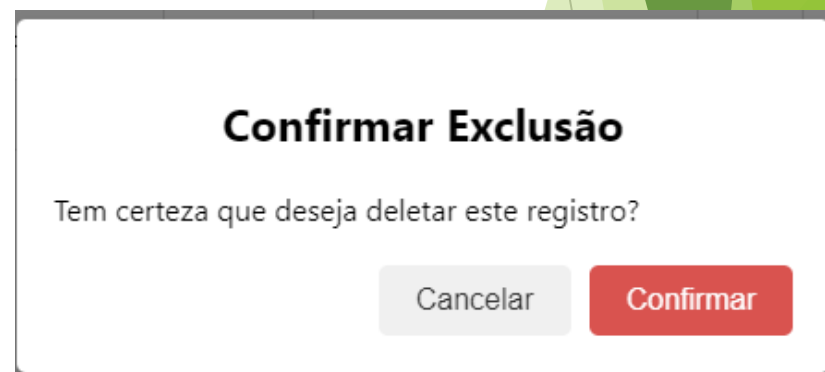 Confirmar Exclusão
Tem certeza que deseja deletar este registro?
Cancelar
Confirmar